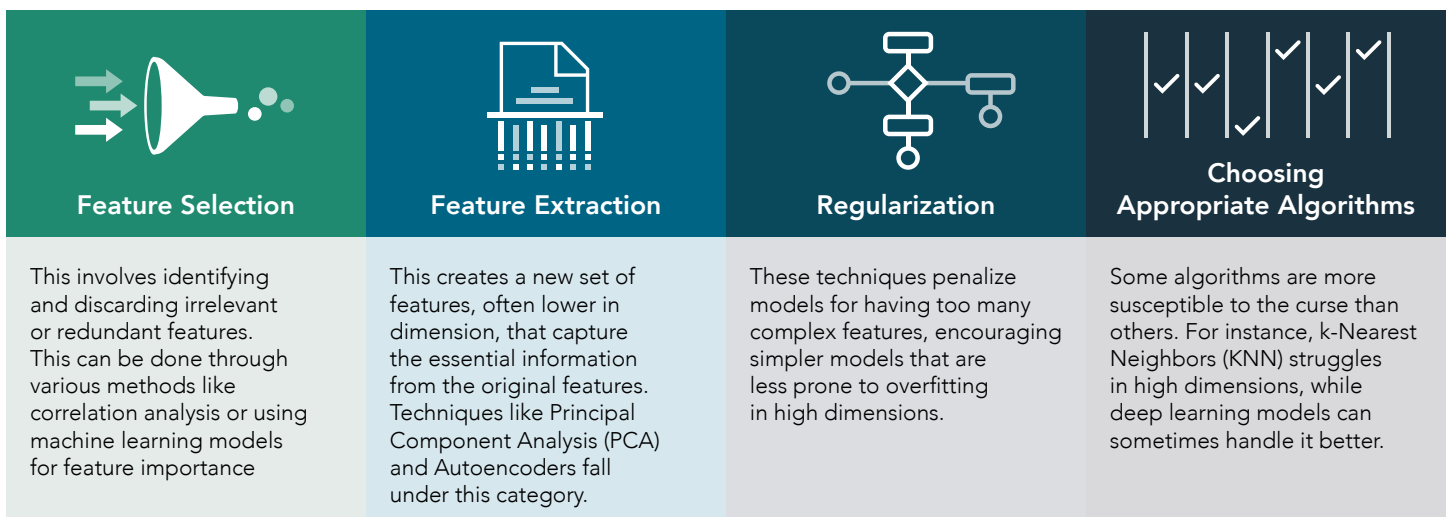 Feature Selection
This involves identifying
and discarding irrelevant
or redundant features.
This can be done through
various methods like
correlation analysis or using
machine learning models
for feature importance
Feature Extraction
This creates a new set of
features, often lower in
dimension, that capture
the essential information
from the original features.
Techniques like Principal
Component Analysis (PCA)
and Autoencoders fall
under this category.
Regularization
These techniques penalize
models for having too many
complex features, encouraging
simpler models that are
less prone to overfitting
in high dimensions.
Choosing
Appropriate Algorithms
Some algorithms are more
susceptible to the curse than
others. For instance, k-Nearest
Neighbors (KNN) struggles
in high dimensions, while
deep learning models can
sometimes handle it better.